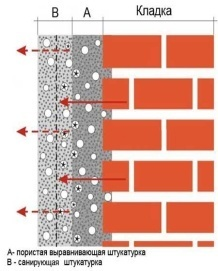 В А Кладка
А- пористая выравнивающая штукатурка
В - санирующая штукатурка